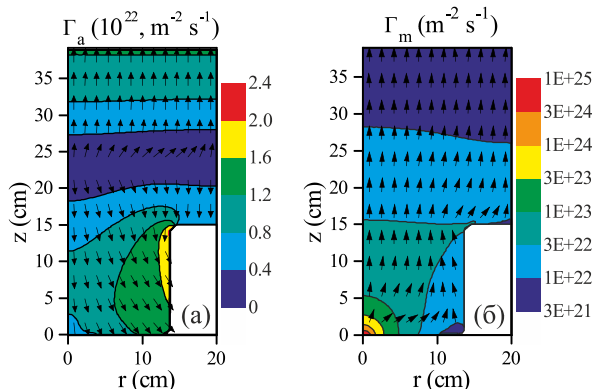 Γₐ (10²², m⁻² s⁻¹)
Γₘ (m⁻² s⁻¹)
35
30
25
20
15
10
5
0
z (cm)
0
10
20
r (cm)
(а)
2.4
2.0
1.6
1.2
0.8
0.4
0
35
30
25
20
15
10
5
0
z (cm)
0
10
20
r (cm)
(б)
1E+25
3E+24
1E+24
3E+23
1E+23
3E+22
1E+22
3E+21